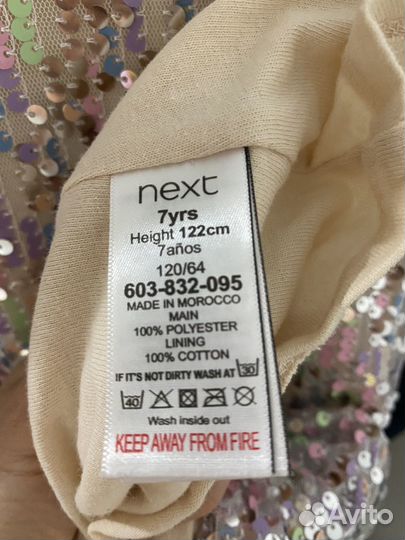 next
7yrs
Height 122cm
7años
120/64
603-832-095
MADE IN MOROCCO
MAIN
100% POLYESTER
LINING
100% COTTON
IF IT'S NOT DIRTY WASH AT 30
40
Wash inside out
KEEP AWAY FROM FIRE
Avito